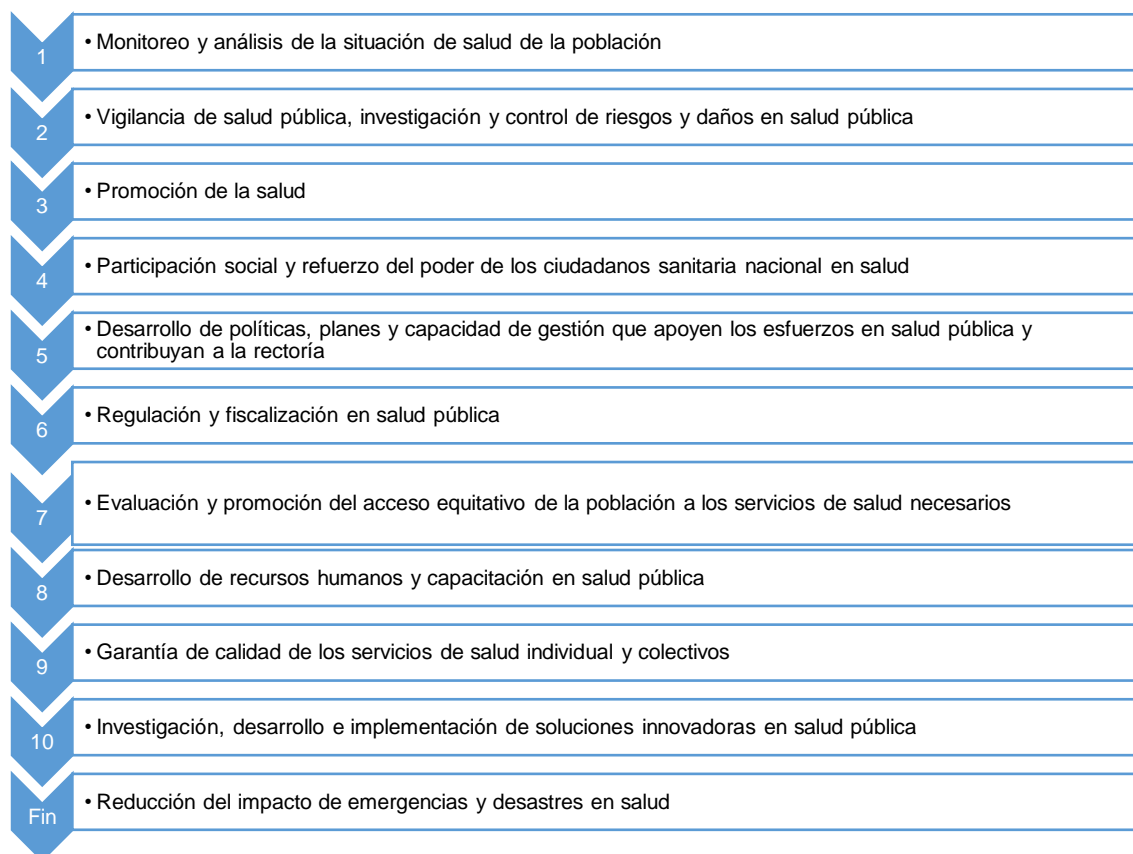 1
• Monitoreo y análisis de la situación de salud de la población
2
• Vigilancia de salud pública, investigación y control de riesgos y daños en salud pública
3
• Promoción de la salud
4
• Participación social y refuerzo del poder de los ciudadanos sanitaria nacional en salud
5
• Desarrollo de políticas, planes y capacidad de gestión que apoyen los esfuerzos en salud pública y
contribuyan a la rectoría
6
• Regulación y fiscalización en salud pública
7
• Evaluación y promoción del acceso equitativo de la población a los servicios de salud necesarios
8
• Desarrollo de recursos humanos y capacitación en salud pública
9
• Garantía de calidad de los servicios de salud individual y colectivos
10
• Investigación, desarrollo e implementación de soluciones innovadoras en salud pública
Fin
• Reducción del impacto de emergencias y desastres en salud